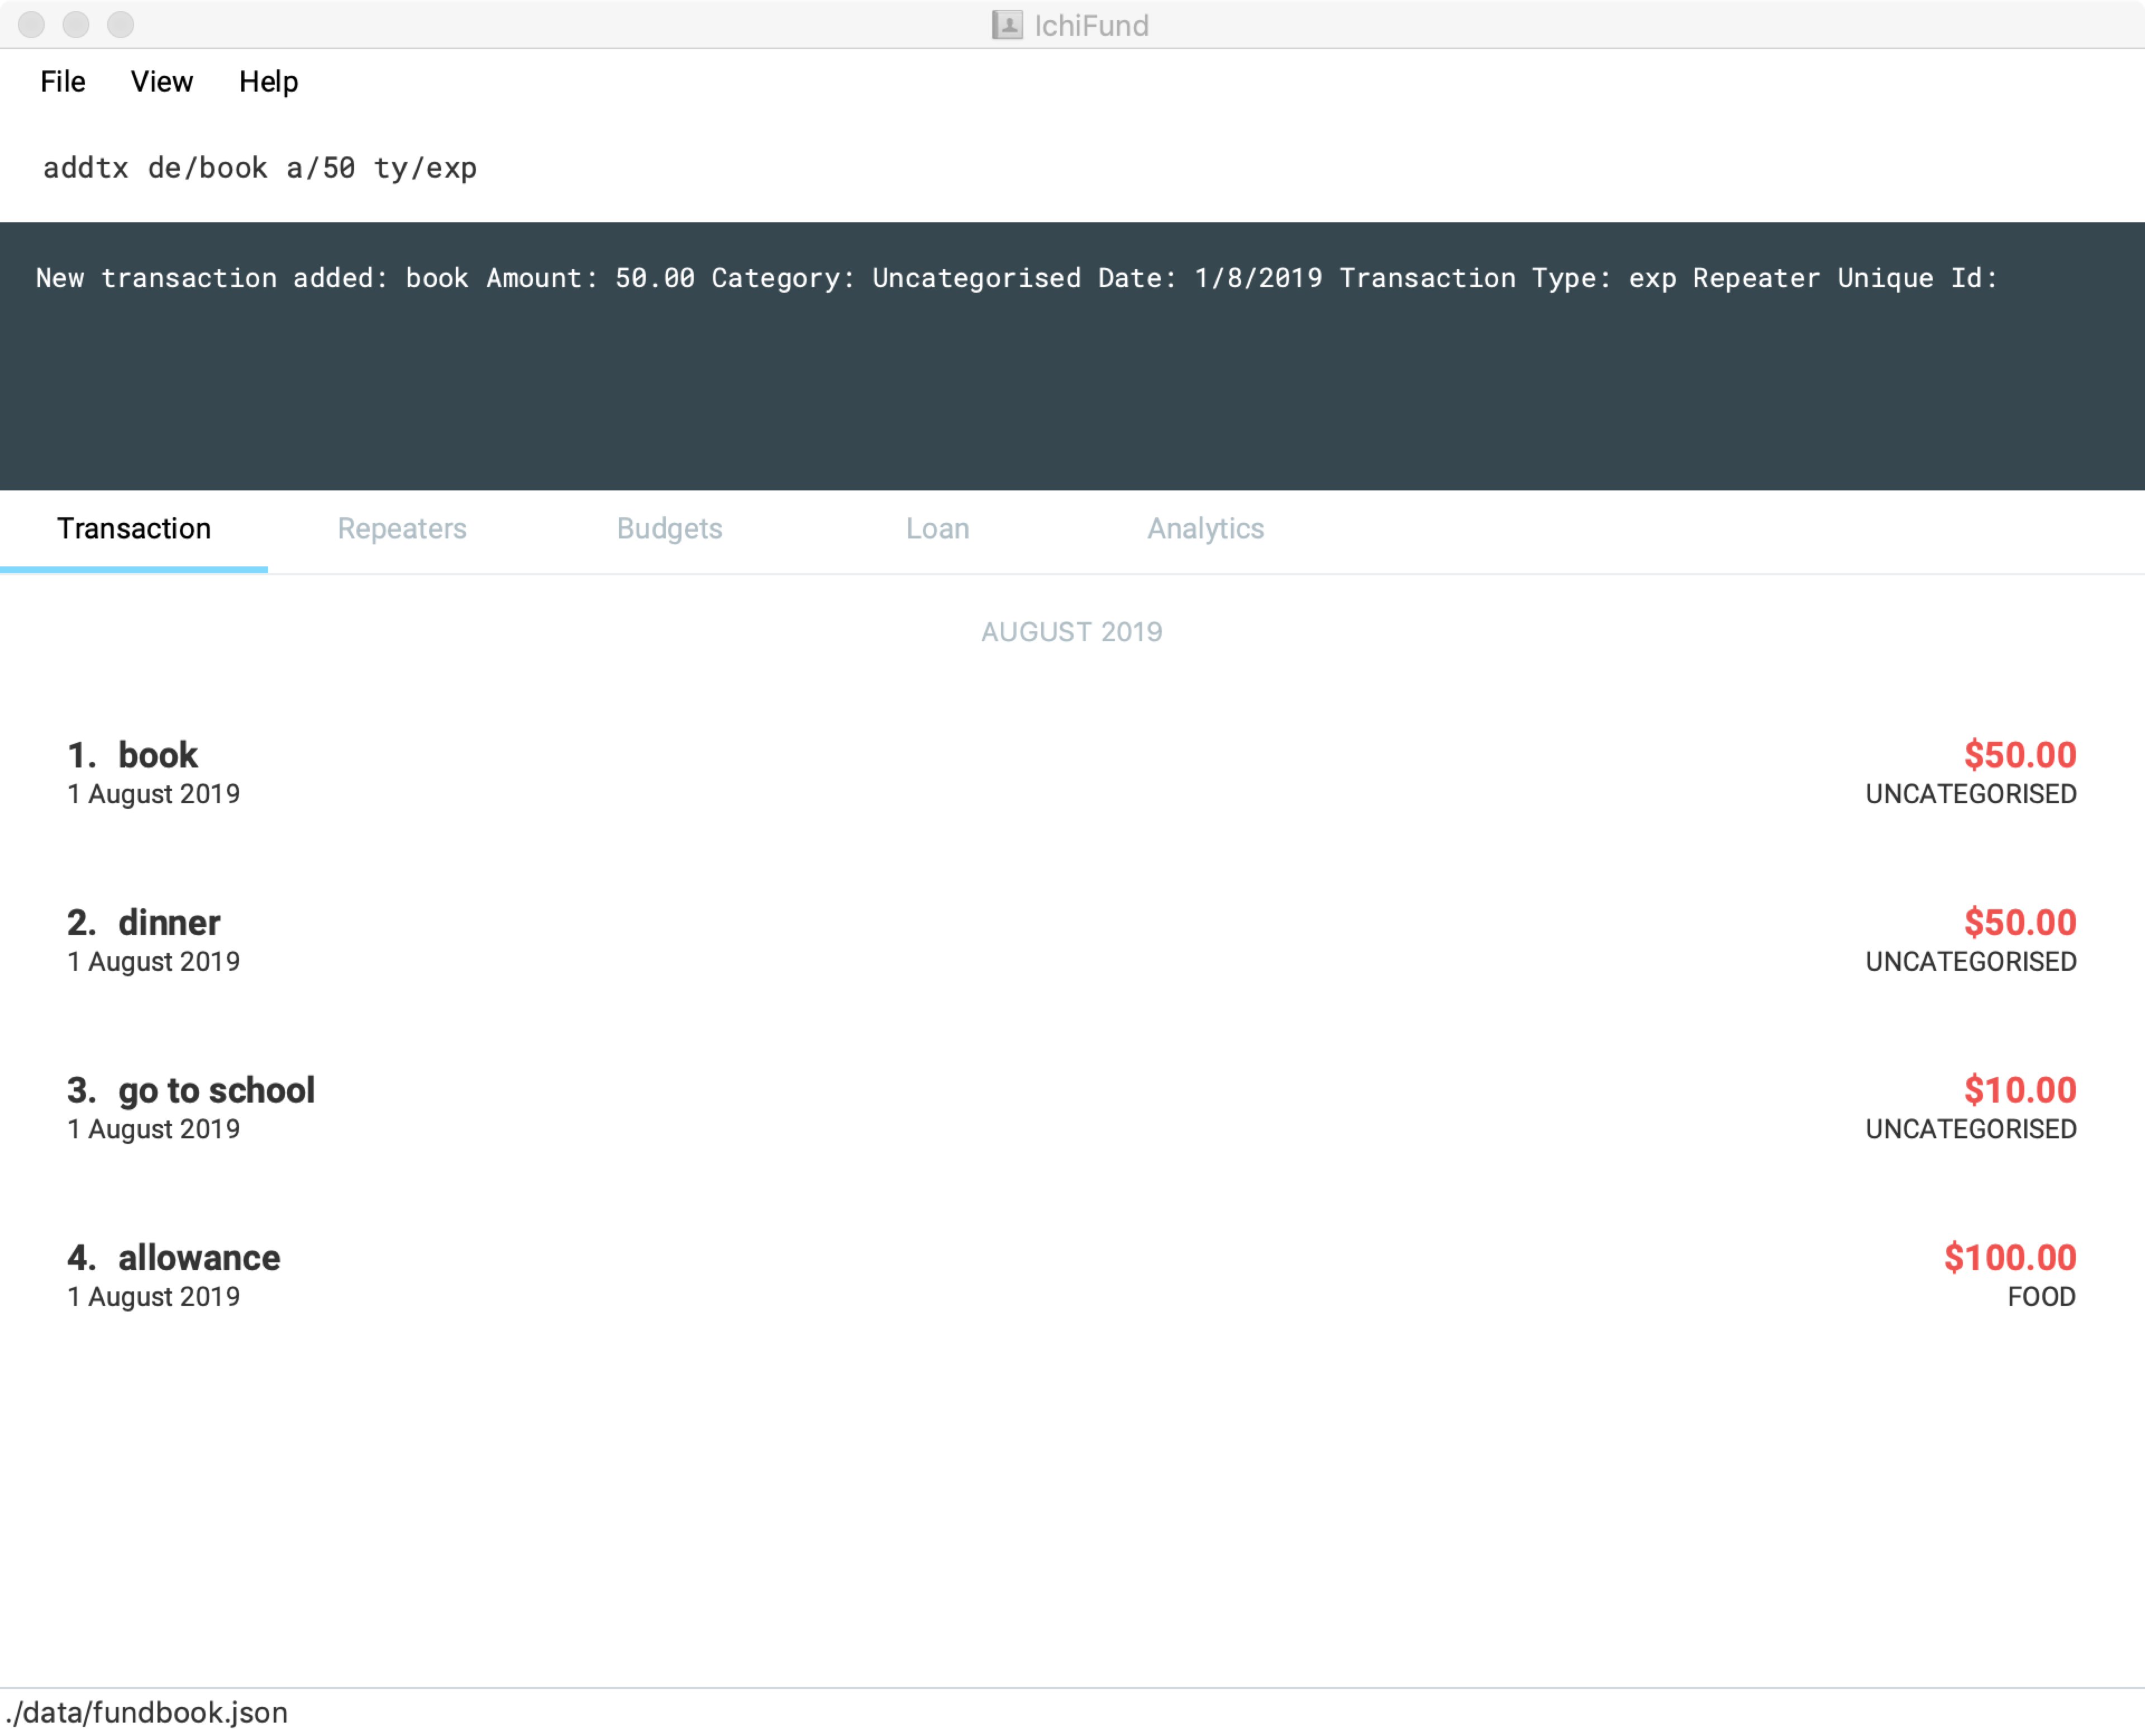 IchiFund
File View Help
addtx de/book a/50 ty/exp
New transaction added: book Amount: 50.00 Category: Uncategorised Date: 1/8/2019 Transaction Type: exp Repeater Unique Id:
Transaction Repeaters Budgets Loan Analytics
AUGUST 2019
1. book $50.00
1 August 2019 UNCATEGORISED
2. dinner $50.00
1 August 2019 UNCATEGORISED
3. go to school $10.00
1 August 2019 UNCATEGORISED
4. allowance $100.00
1 August 2019 FOOD
./data/fundbook.json